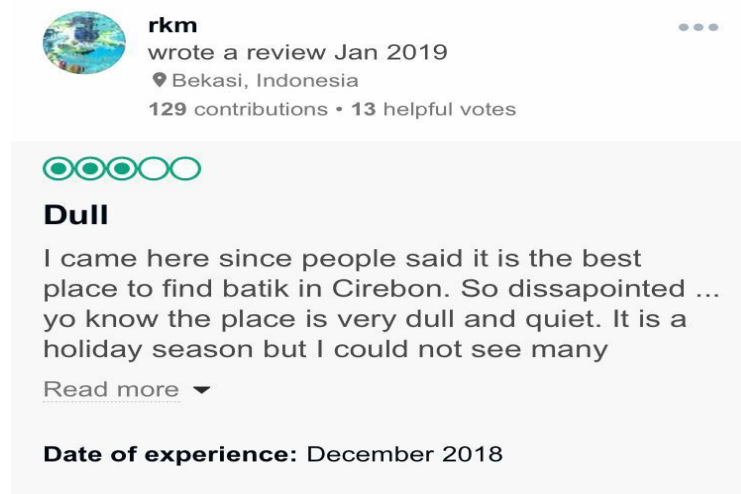 rkm
wrote a review Jan 2019
Bekasi, Indonesia
129 contributions • 13 helpful votes
Dull
I came here since people said it is the best
place to find batik in Cirebon. So dissapointed ...
yo know the place is very dull and quiet. It is a
holiday season but I could not see many
Read more
Date of experience: December 2018